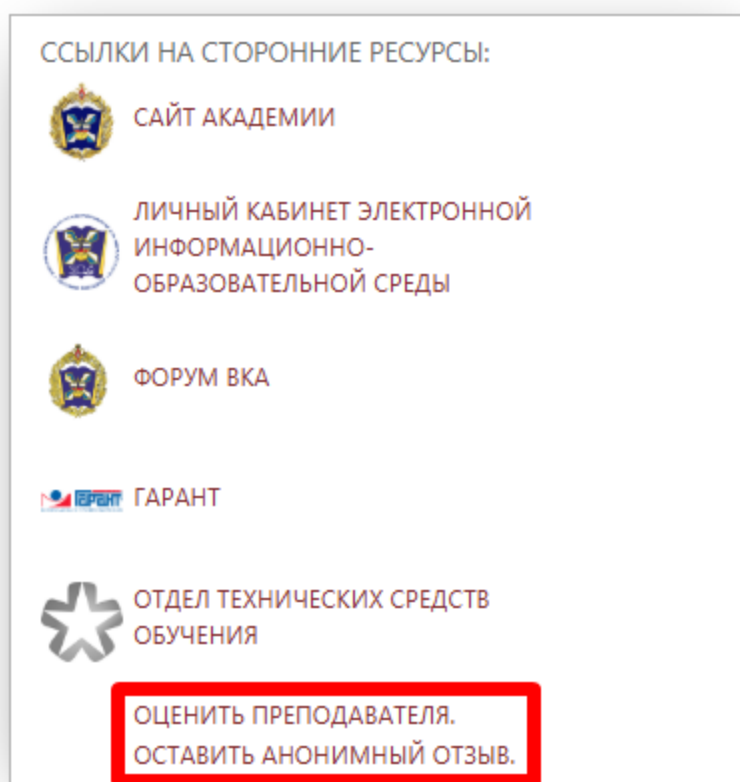 ССЫЛКИ НА СТОРОННИЕ РЕСУРСЫ:
САЙТ АКАДЕМИИ
ЛИЧНЫЙ КАБИНЕТ ЭЛЕКТРОННОЙ
ИНФОРМАЦИОННО-
ОБРАЗОВАТЕЛЬНОЙ СРЕДЫ
ФОРУМ ВКА
ГАРАНТ ГАРАНТ
ОТДЕЛ ТЕХНИЧЕСКИХ СРЕДСТВ
ОБУЧЕНИЯ
ОЦЕНИТЬ ПРЕПОДАВАТЕЛЯ.
ОСТАВИТЬ АНОНИМНЫЙ ОТЗЫВ.